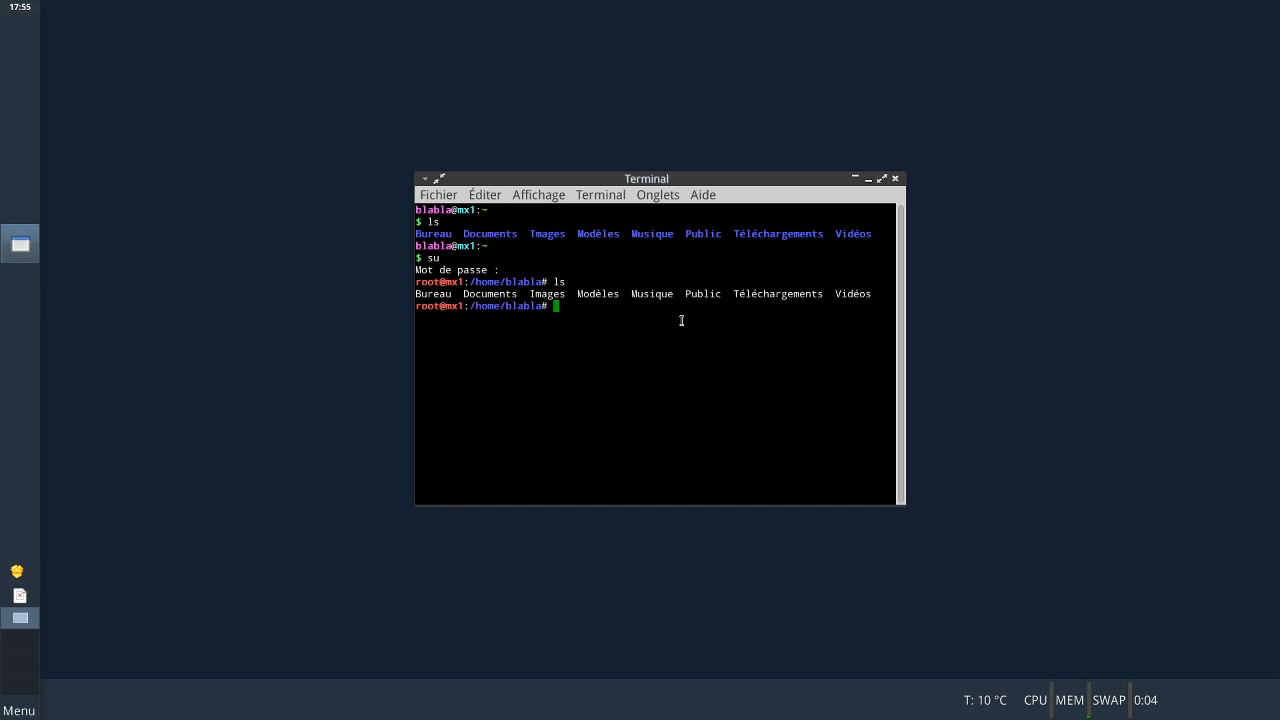 17:55
Terminal
Fichier Éditer Affichage Terminal Onglets Aide
blabla@mx1:~
$ ls
Bureau Documents Images Modèles Musique Public Téléchargements Vidéos
blabla@mx1:~
$ su
Mot de passe :
root@mx1:/home/blabla# ls
Bureau Documents Images Modèles Musique Public Téléchargements Vidéos
root@mx1:/home/blabla#
Menu
T: 10 °C CPU MEM SWAP 0:04